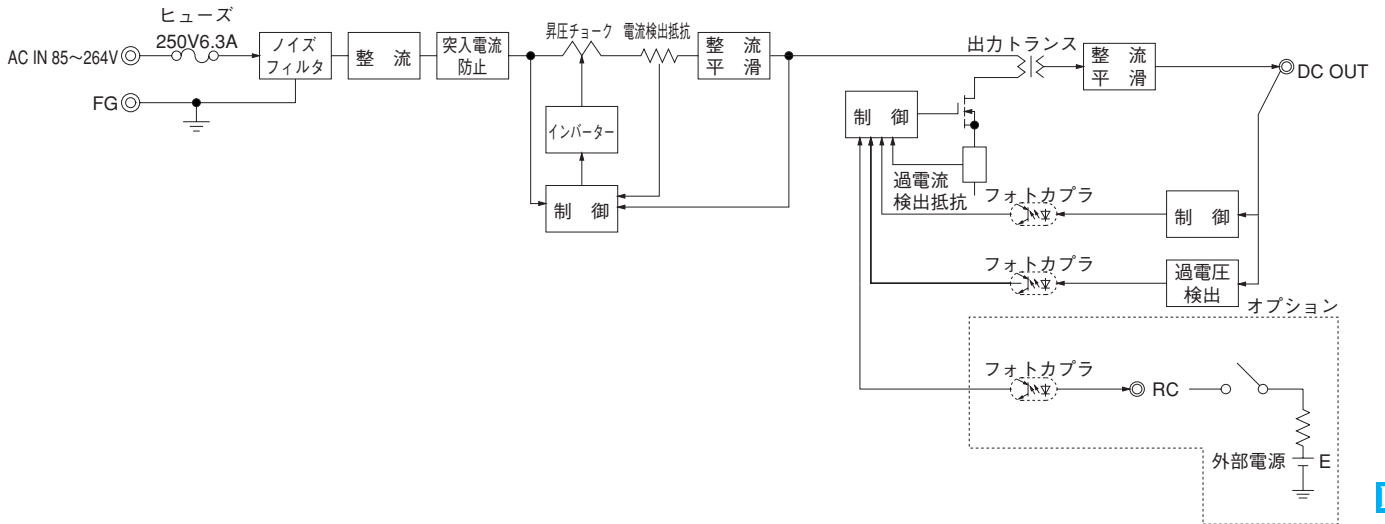 ヒューズ
250V6.3A
AC IN 85～264V
FG
ノイズ
フィルタ
整　流
突入電流
防止
昇圧チョーク
電流検出抵抗
整　流
平　滑
インバーター
制　御
出力トランス
整　流
平　滑
DC OUT
制　御
過電流
検出抵抗
フォトカプラ
制　御
フォトカプラ
過電圧
検出
オプション
フォトカプラ
RC
外部電源
E